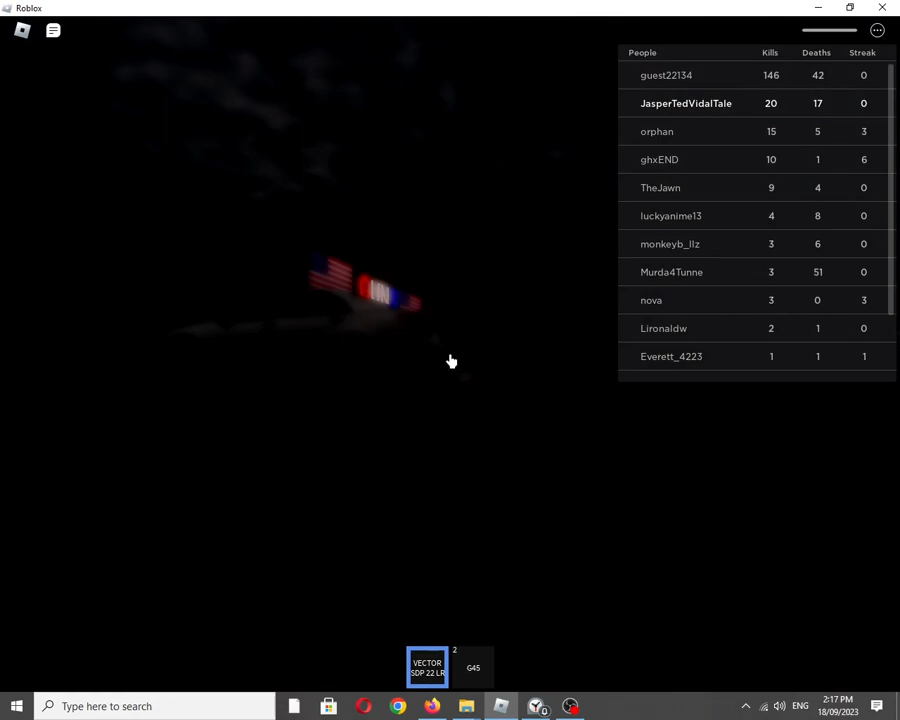 Roblox
People Kills Deaths Streak
guest22134 146 42 0
JasperTedVidalTale 20 17 0
orphan 15 5 3
ghxEND 10 1 6
TheJawn 9 4 0
luckyanime13 4 8 0
monkeyb_llz 3 6 0
Murda4Tunne 3 51 0
nova 3 0 3
Lironaldw 2 1 0
Everett_4223 1 1 1
VECTOR
SDP 22 LR
2
G45
Type here to search
0
ENG
2:17 PM
18/09/2023